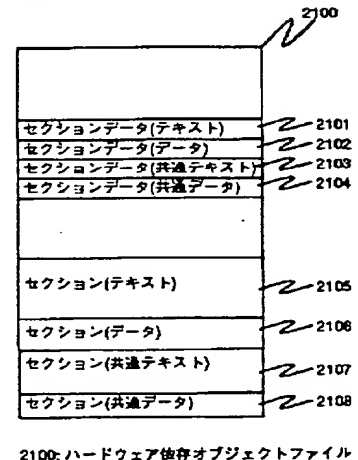 2100
セクションデータ(テキスト) 2101
セクションデータ(データ) 2102
セクションデータ(共通テキスト) 2103
セクションデータ(共通データ) 2104
セクション(テキスト) 2105
セクション(データ) 2106
セクション(共通テキスト) 2107
セクション(共通データ) 2108
2100: ハードウェア依存オブジェクトファイル